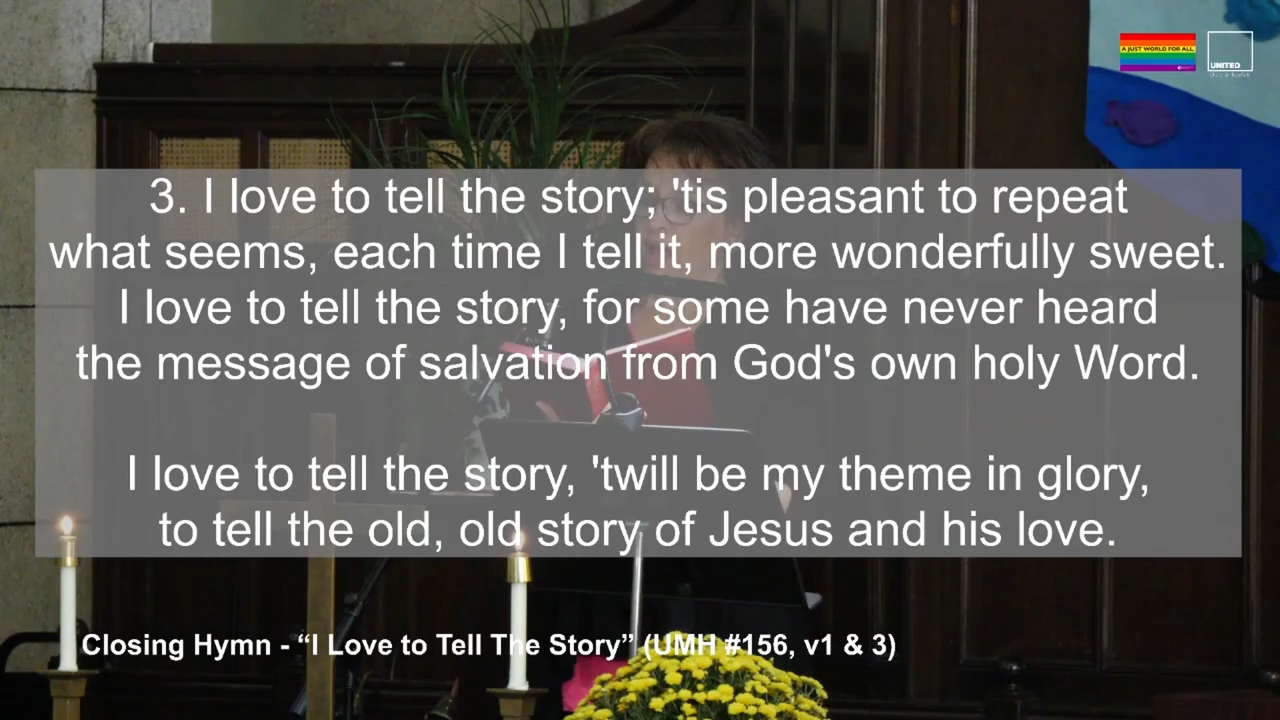 A JUST WORLD FOR ALL
UNITED
3. I love to tell the story; 'tis pleasant to repeat
what seems, each time I tell it, more wonderfully sweet.
I love to tell the story, for some have never heard
the message of salvation from God's own holy Word.
I love to tell the story, 'twill be my theme in glory,
to tell the old, old story of Jesus and his love.
Closing Hymn - “I Love to Tell The Story” (UMH #156, v1 & 3)